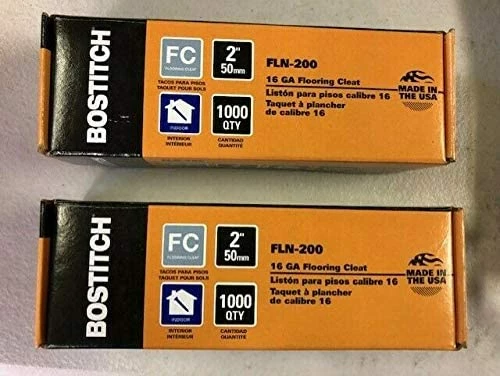 BOSTITCH
FC
FLOORING CLEAT
TACOS PARA PISOS
TAQUET POUR SOLS
2"
50mm
INDOOR
INTERIOR
INTÉRIEUR
1000
QTY
CANTIDAD
QUANTITÉ
FLN-200
16 GA Flooring Cleat
Listón para pisos calibre 16
Taquet à plancher
de calibre 16
MADE IN
THE USA
BOSTITCH
FC
FLOORING CLEAT
TACOS PARA PISOS
TAQUET POUR SOLS
2"
50mm
INDOOR
INTERIOR
INTÉRIEUR
1000
QTY
CANTIDAD
QUANTITÉ
FLN-200
16 GA Flooring Cleat
Listón para pisos calibre 16
Taquet à plancher
de calibre 16
MADE IN
THE USA